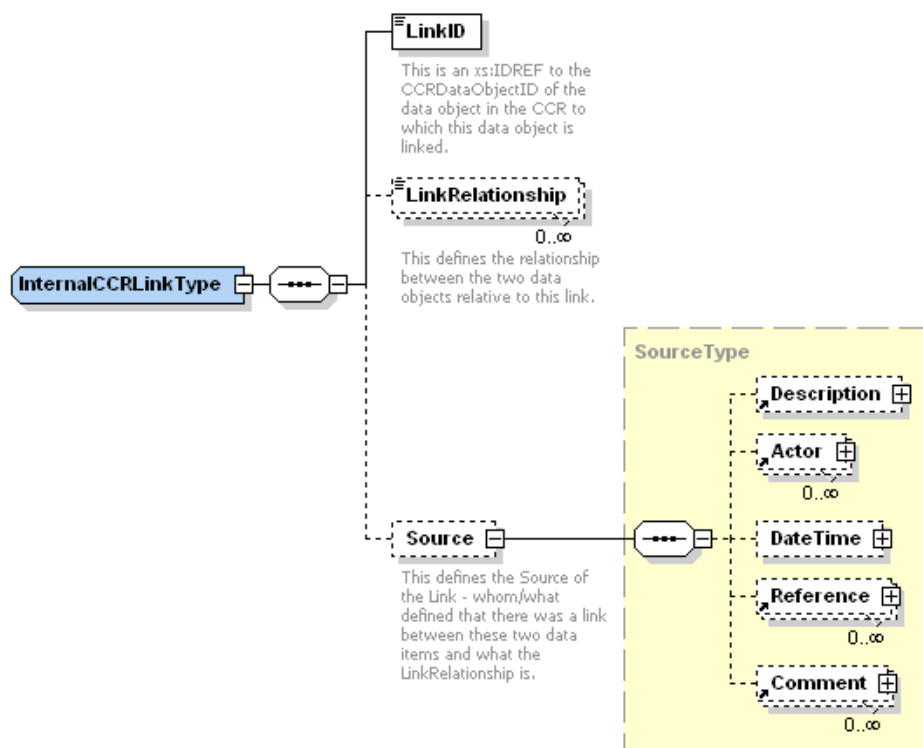 LinkID
This is an xs:IDREF to the
CCRDataObjectID of the
data object in the CCR to
which this data object is
linked.
LinkRelationship
0..∞
This defines the relationship
between the two data
objects relative to this link.
InternalCCRLinkType
SourceType
Description
Actor
0..∞
DateTime
Reference
0..∞
Comment
0..∞
Source
This defines the Source of
the Link - whom/what
defined that there was a link
between these two data
items and what the
LinkRelationship is.